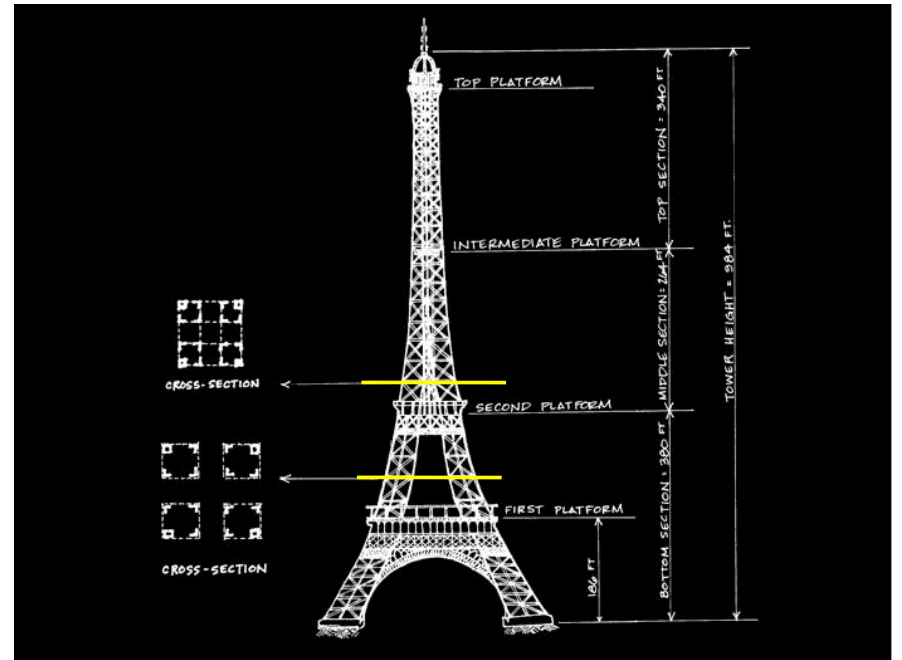 TOP PLATFORM
TOP SECTION = 340 FT
INTERMEDIATE PLATFORM
TOWER HEIGHT = 984 FT.
MIDDLE SECTION = 264 FT
CROSS-SECTION
SECOND PLATFORM
BOTTOM SECTION = 380 FT
FIRST PLATFORM
186 FT
CROSS-SECTION